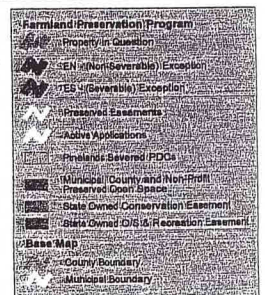 Farmland Preservation Program
Property In Question
EN - (Non-Severable) Exception
ES - (Severable) Exception
Preserved Easements
Active Applications
Pinelands Severed PDCs
Municipal, County and Non-Profit
Preserved Open Space
State Owned Conservation Easement
State Owned O/S & Recreation Easement
Base Map
County Boundary
Municipal Boundary